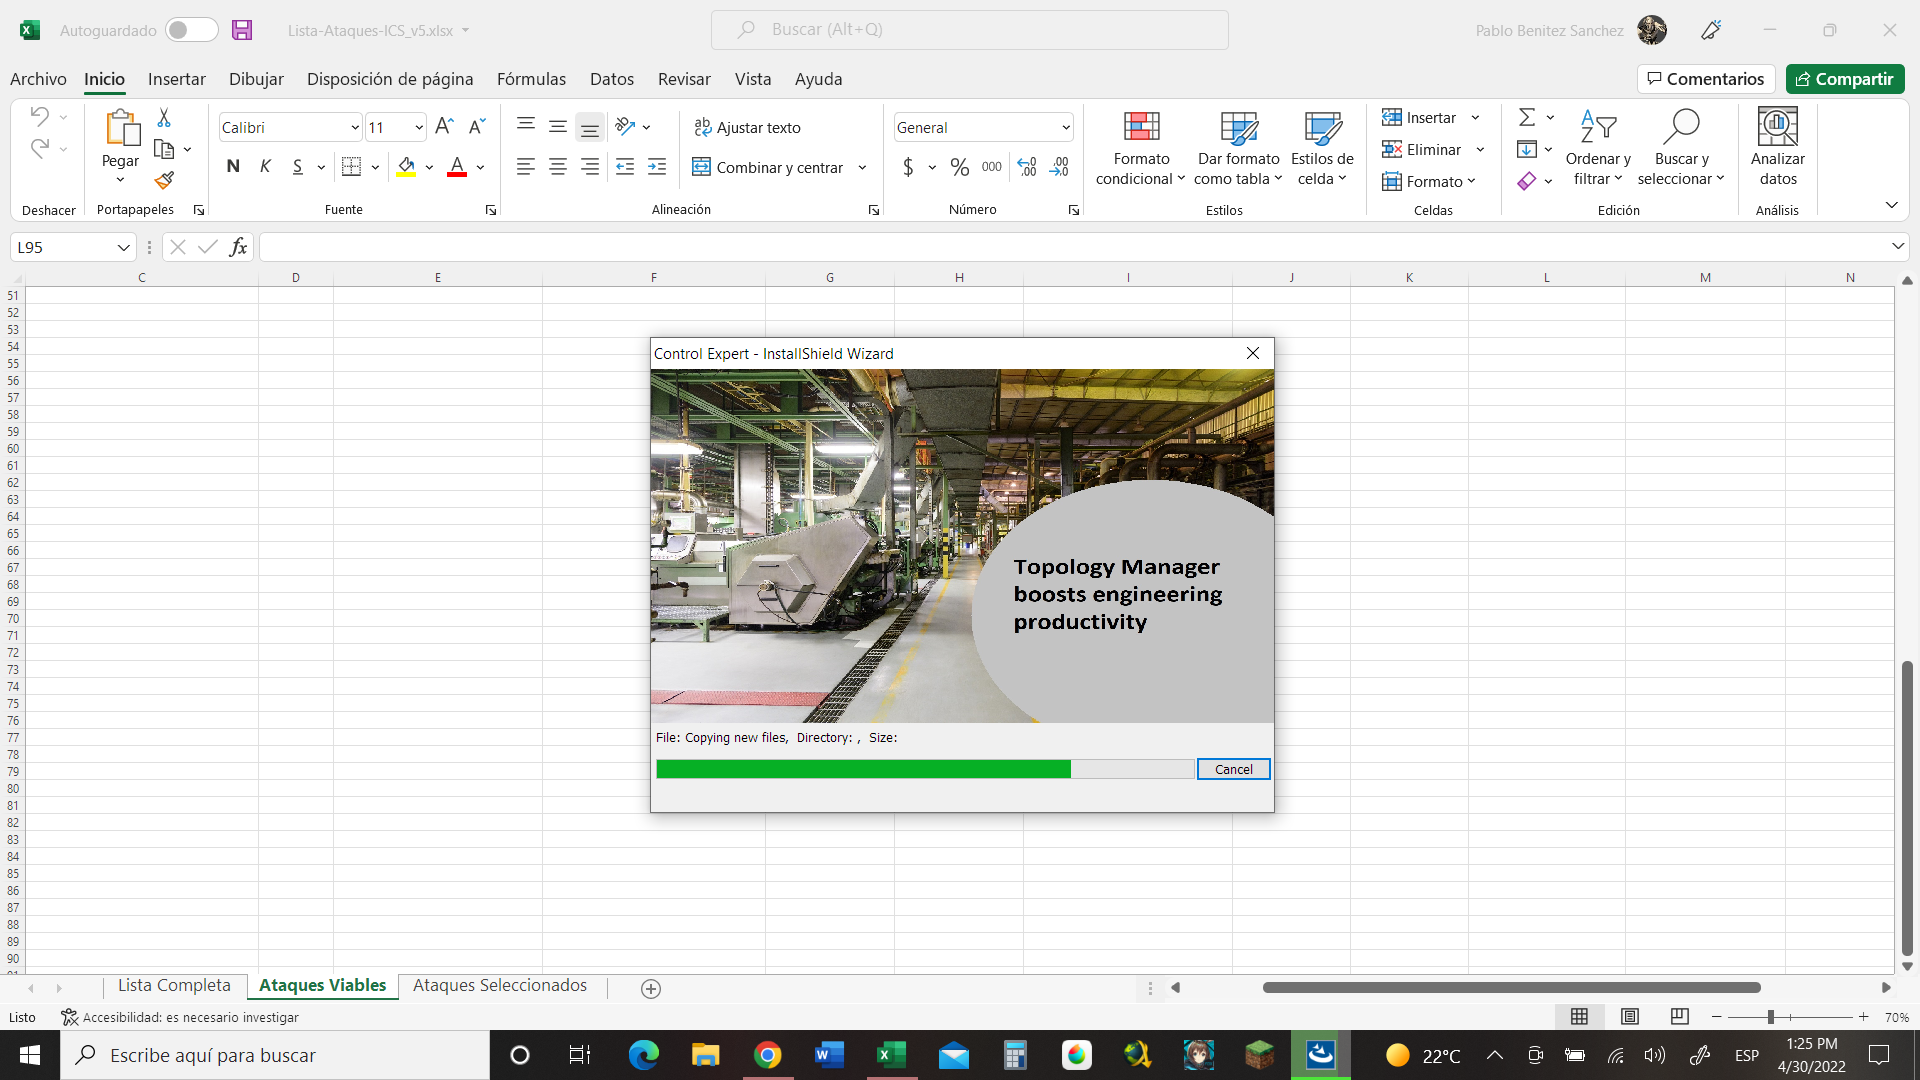 Autoguardado
Lista-Ataques-ICS_v5.xlsx
Buscar (Alt+Q)
Pablo Benitez Sanchez
Archivo Inicio Insertar Dibujar Disposición de página Fórmulas Datos Revisar Vista Ayuda
Comentarios
Compartir
Pegar
Deshacer
Portapapeles
Calibri 11
N K S
Fuente
Ajustar texto
Combinar y centrar
Alineación
General
$ % 000
Número
Formato condicional
Dar formato como tabla
Estilos de celda
Estilos
Insertar
Eliminar
Formato
Celdas
Ordenar y filtrar
Buscar y seleccionar
Edición
Analizar datos
Análisis
L95
fx
C D E F G H I J K L M N
51
52
53
54
55
56
57
58
59
60
61
62
63
64
65
66
67
68
69
70
71
72
73
74
75
76
77
78
79
80
81
82
83
84
85
86
87
88
89
90
91
Control Expert - InstallShield Wizard
Topology Manager
boosts engineering
productivity
File: Copying new files, Directory: , Size:
Cancel
Lista Completa Ataques Viables Ataques Seleccionados
Listo
Accesibilidad: es necesario investigar
70%
Escribe aquí para buscar
22°C
ESP
1:25 PM
4/30/2022